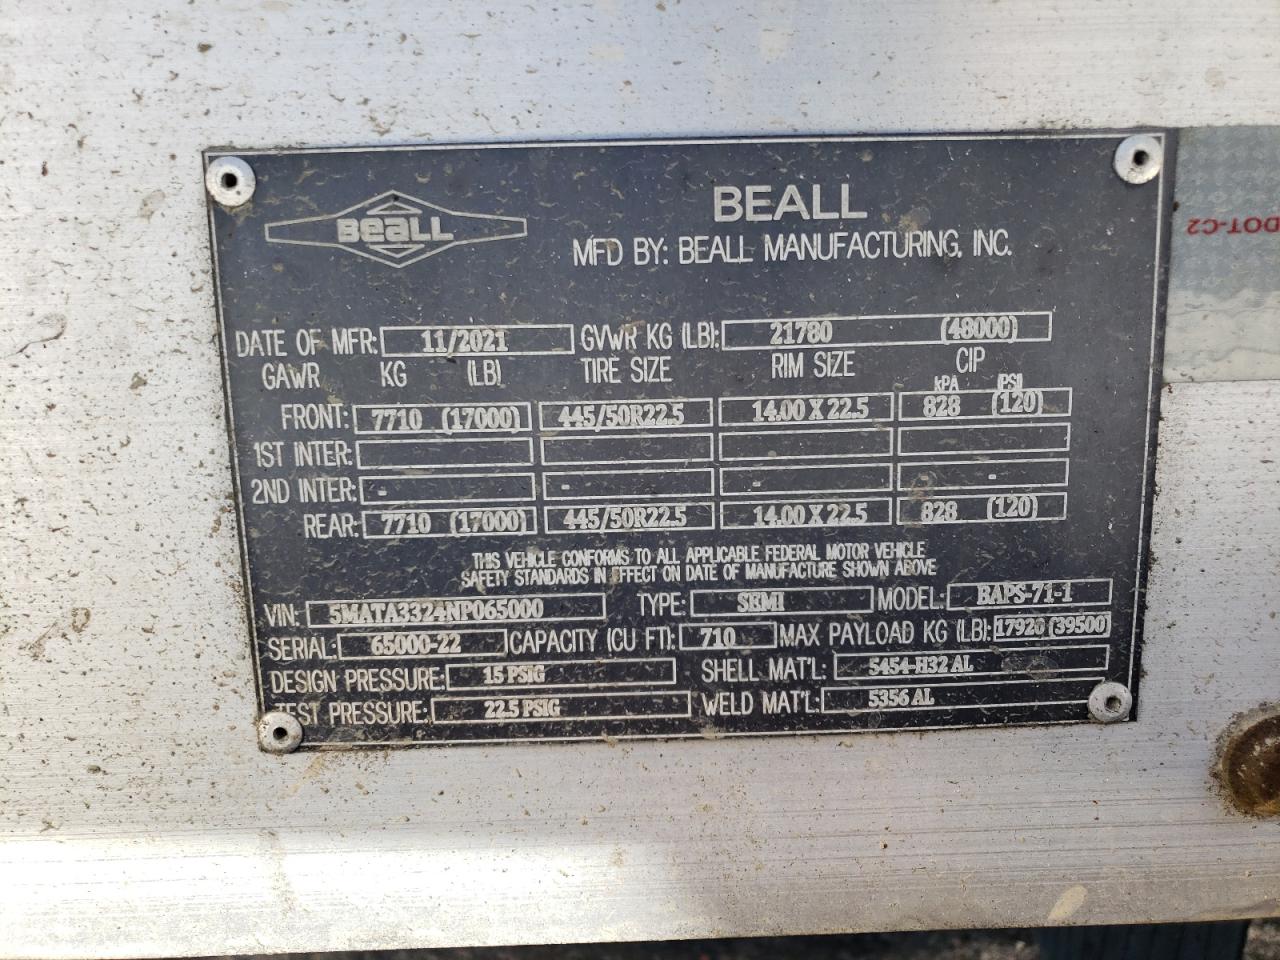 BEALL
BEALL
MFD BY: BEALL MANUFACTURING, INC.
DATE OF MFR: 11/2021 GVWR KG (LB): 21780 (48000)
GAWR KG (LB) TIRE SIZE RIM SIZE CIP
kPA (PSI)
FRONT: 7710 (17000) 445/50R22.5 14.00 X 22.5 828 (120)
1ST INTER:
2ND INTER: - - - - -
REAR: 7710 (17000) 445/50R22.5 14.00 X 22.5 828 (120)
THIS VEHICLE CONFORMS TO ALL APPLICABLE FEDERAL MOTOR VEHICLE
SAFETY STANDARDS IN EFFECT ON DATE OF MANUFACTURE SHOWN ABOVE
VIN: 5MATA3324NP065000 TYPE: SEMI MODEL: BAPS-71-1
SERIAL: 65000-22 CAPACITY (CU FT): 710 MAX PAYLOAD KG (LB): 17920 (39500)
DESIGN PRESSURE: 15 PSIG SHELL MAT'L: 5454-H32 AL
TEST PRESSURE: 22.5 PSIG WELD MAT'L: 5356 AL
DOT-C2